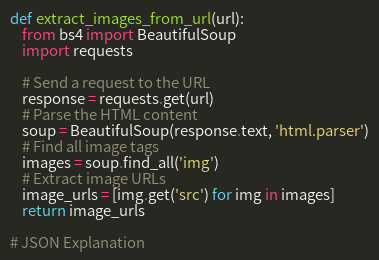 def extract_images_from_url(url):
    from bs4 import BeautifulSoup
    import requests

    # Send a request to the URL
    response = requests.get(url)
    # Parse the HTML content
    soup = BeautifulSoup(response.text, 'html.parser')
    # Find all image tags
    images = soup.find_all('img')
    # Extract image URLs
    image_urls = [img.get('src') for img in images]
    return image_urls

# JSON Explanation